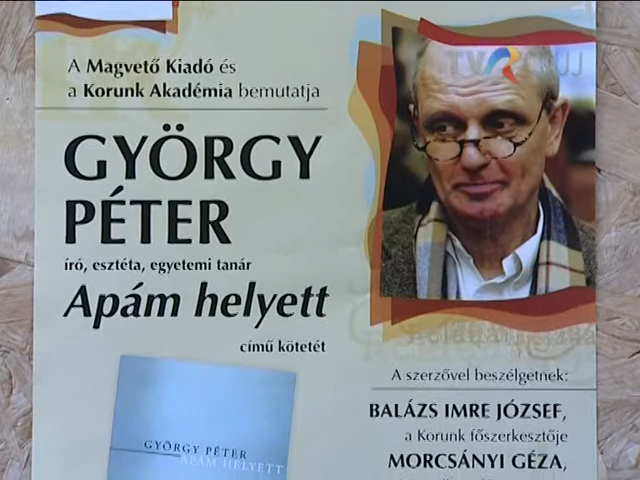 A Magvető Kiadó és
a Korunk Akadémia bemutatja
GYÖRGY
PÉTER
író, esztéta, egyetemi tanár
Apám helyett
című kötetét
GYÖRGY PÉTER
APÁM HELYETT
A szerzővel beszélgetnek:
BALÁZS IMRE JÓZSEF,
a Korunk főszerkesztője
MORCSÁNYI GÉZA,